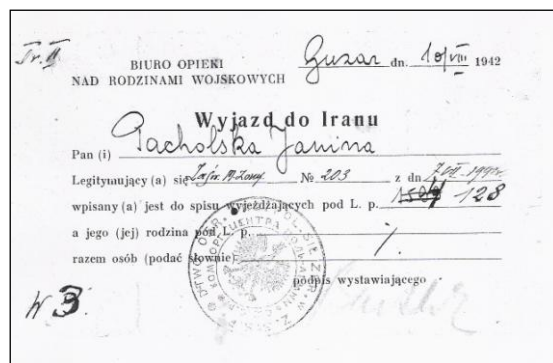 Tr. II
BIURO OPIEKI
NAD RODZINAMI WOJSKOWYCH
Guzar dn. 10/VIII 1942
Wyjazd do Iranu
Pan (i) Pacholska Janina
Legitymujący (a) się Zaśw. № 203 z dn.
wpisany (a) jest do spisu wyjeżdżających pod L. p. 128
a jego (jej) rodzina pod L. p.
razem osób (podać słownie) 1.
podpis wystawiającego
W 3.